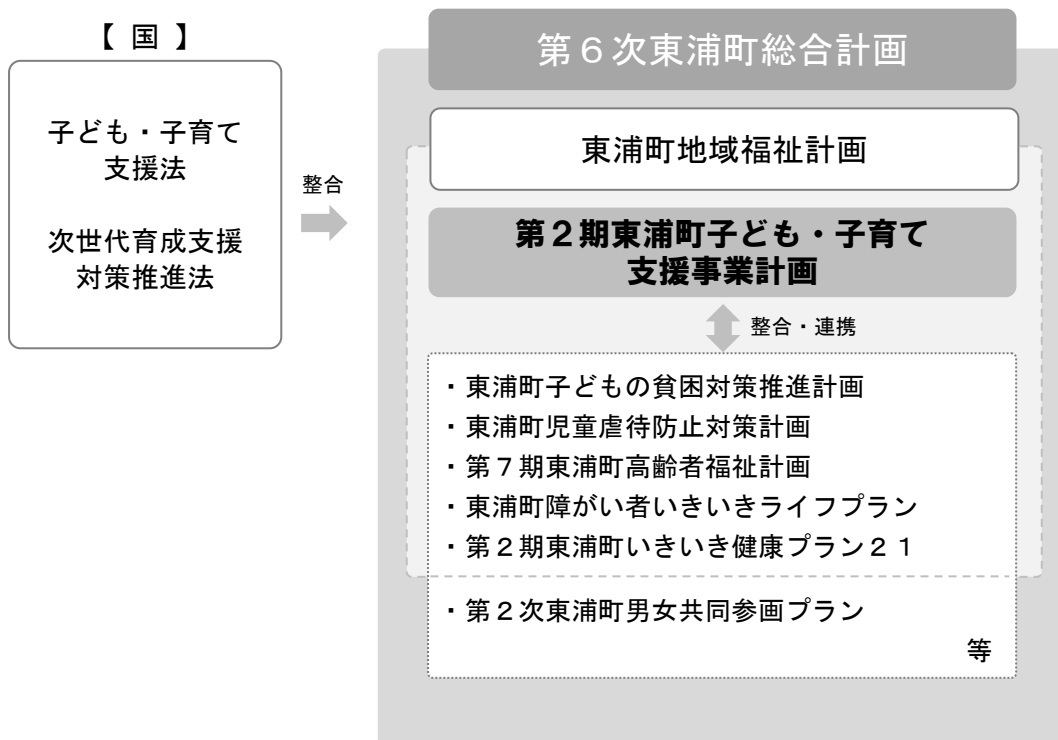 【 国 】
子ども・子育て
支援法
次世代育成支援
対策推進法
整合
第６次東浦町総合計画
東浦町地域福祉計画
第２期東浦町子ども・子育て
支援事業計画
整合・連携
・東浦町子どもの貧困対策推進計画
・東浦町児童虐待防止対策計画
・第７期東浦町高齢者福祉計画
・東浦町障がい者いきいきライフプラン
・第２期東浦町いきいき健康プラン２１
・第２次東浦町男女共同参画プラン
等